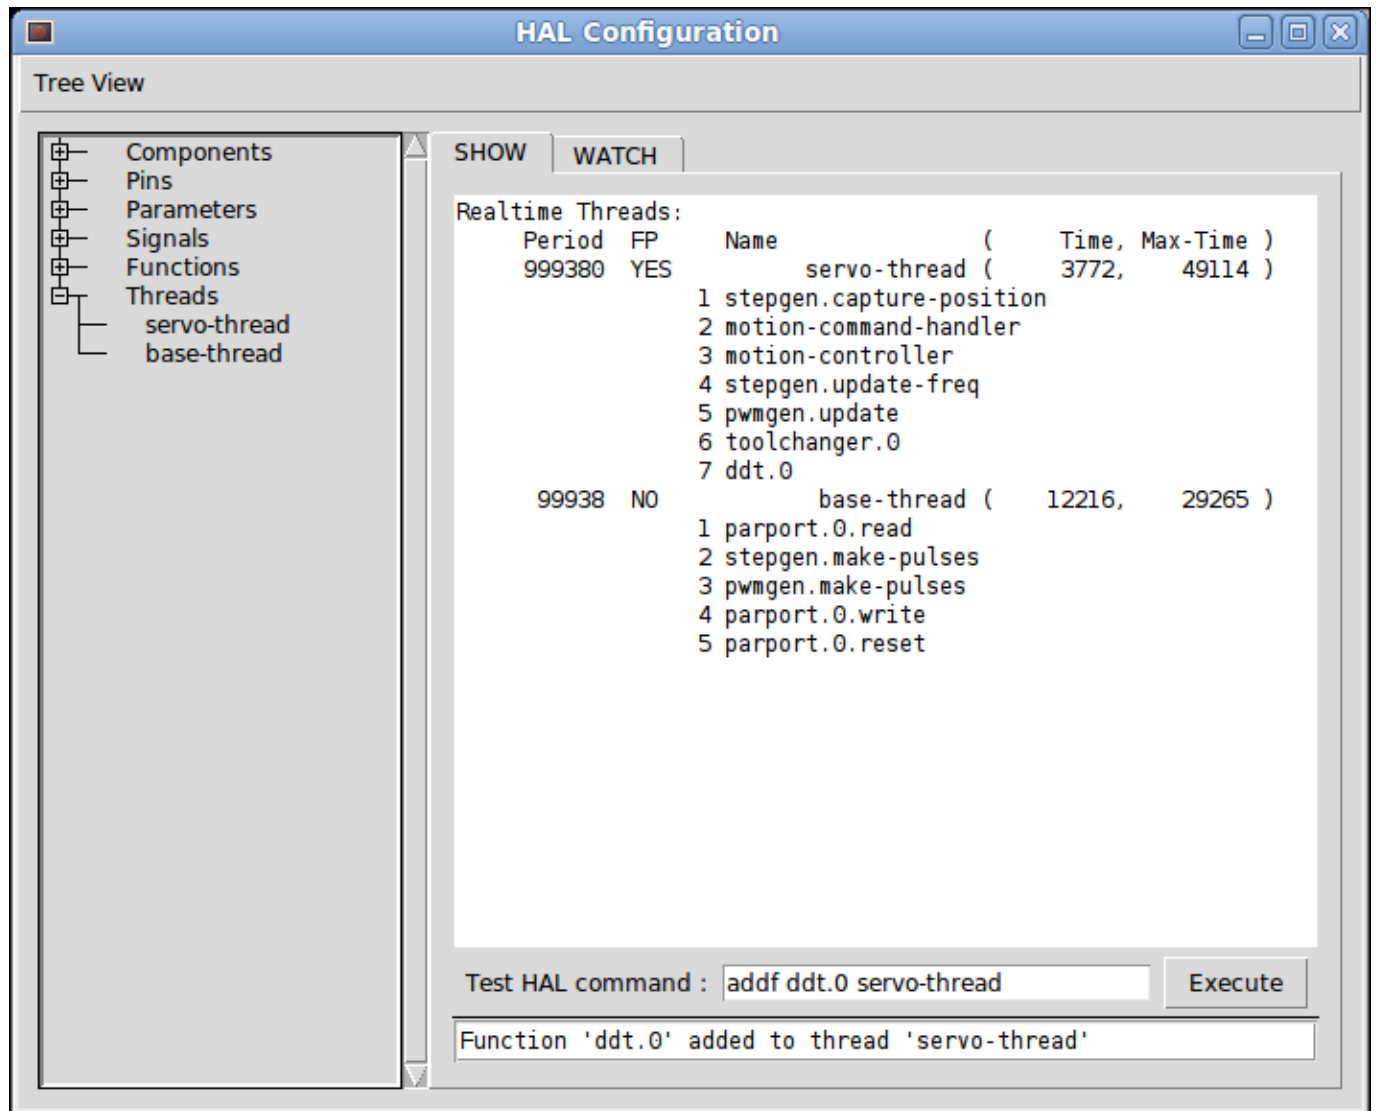 HAL Configuration
Tree View
Components
Pins
Parameters
Signals
Functions
Threads
servo-thread
base-thread
SHOW WATCH
Realtime Threads:
Period FP Name ( Time, Max-Time )
999380 YES servo-thread ( 3772, 49114 )
1 stepgen.capture-position
2 motion-command-handler
3 motion-controller
4 stepgen.update-freq
5 pwmgen.update
6 toolchanger.0
7 ddt.0
99938 NO base-thread ( 12216, 29265 )
1 parport.0.read
2 stepgen.make-pulses
3 pwmgen.make-pulses
4 parport.0.write
5 parport.0.reset
Test HAL command : addf ddt.0 servo-thread Execute
Function 'ddt.0' added to thread 'servo-thread'